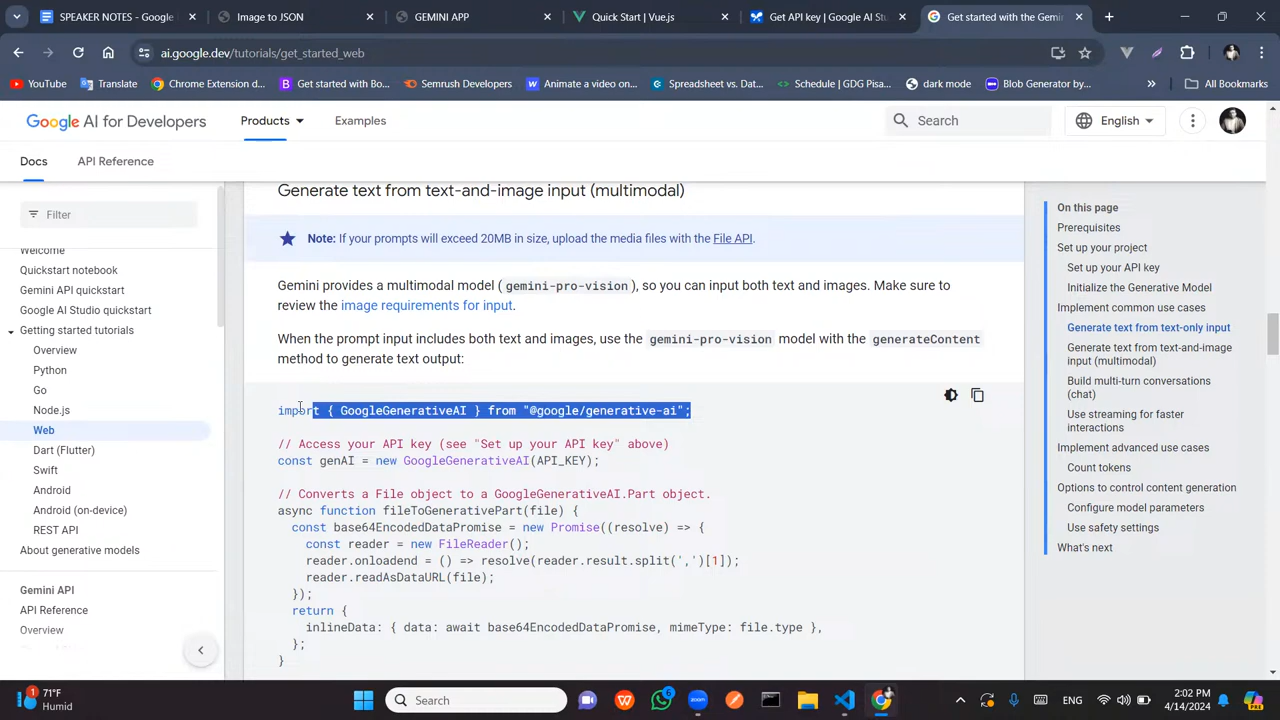 SPEAKER NOTES - Google
Image to JSON
GEMINI APP
Quick Start | Vue.js
Get API key | Google AI Stu
Get started with the Gemin
ai.google.dev/tutorials/get_started_web
YouTube
Translate
Chrome Extension d...
Get started with Bo...
Semrush Developers
Animate a video on...
Spreadsheet vs. Dat...
Schedule | GDG Pisa...
dark mode
Blob Generator by...
All Bookmarks
Google AI for Developers
Products
Examples
Search
English
Docs
API Reference
Filter
Welcome
Quickstart notebook
Gemini API quickstart
Google AI Studio quickstart
Getting started tutorials
Overview
Python
Go
Node.js
Web
Dart (Flutter)
Swift
Android
Android (on-device)
REST API
About generative models
Gemini API
API Reference
Overview
Generate text from text-and-image input (multimodal)
Note: If your prompts will exceed 20MB in size, upload the media files with the File API.
Gemini provides a multimodal model (gemini-pro-vision), so you can input both text and images. Make sure to
review the image requirements for input.
When the prompt input includes both text and images, use the gemini-pro-vision model with the generateContent
method to generate text output:
import { GoogleGenerativeAI } from "@google/generative-ai";
// Access your API key (see "Set up your API key" above)
const genAI = new GoogleGenerativeAI(API_KEY);
// Converts a File object to a GoogleGenerativeAI.Part object.
async function fileToGenerativePart(file) {
const base64EncodedDataPromise = new Promise((resolve) => {
const reader = new FileReader();
reader.onloadend = () => resolve(reader.result.split(',')[1]);
reader.readAsDataURL(file);
});
return {
inlineData: { data: await base64EncodedDataPromise, mimeType: file.type },
};
}
On this page
Prerequisites
Set up your project
Set up your API key
Initialize the Generative Model
Implement common use cases
Generate text from text-only input
Generate text from text-and-image
input (multimodal)
Build multi-turn conversations
(chat)
Use streaming for faster
interactions
Implement advanced use cases
Count tokens
Options to control content generation
Configure model parameters
Use safety settings
What's next
1
71°F
Humid
Search
6
ENG
2:02 PM
4/14/2024